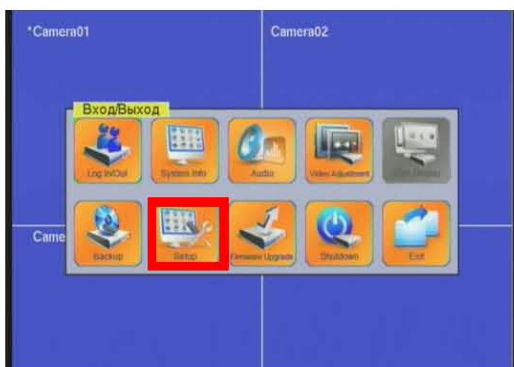 *Camera01
Camera02
Вход/Выход
Log In/Out
System Info
Audio
Video Adjustment
Came
Backup
Setup
Firmware Upgrade
Shutdown
Exit